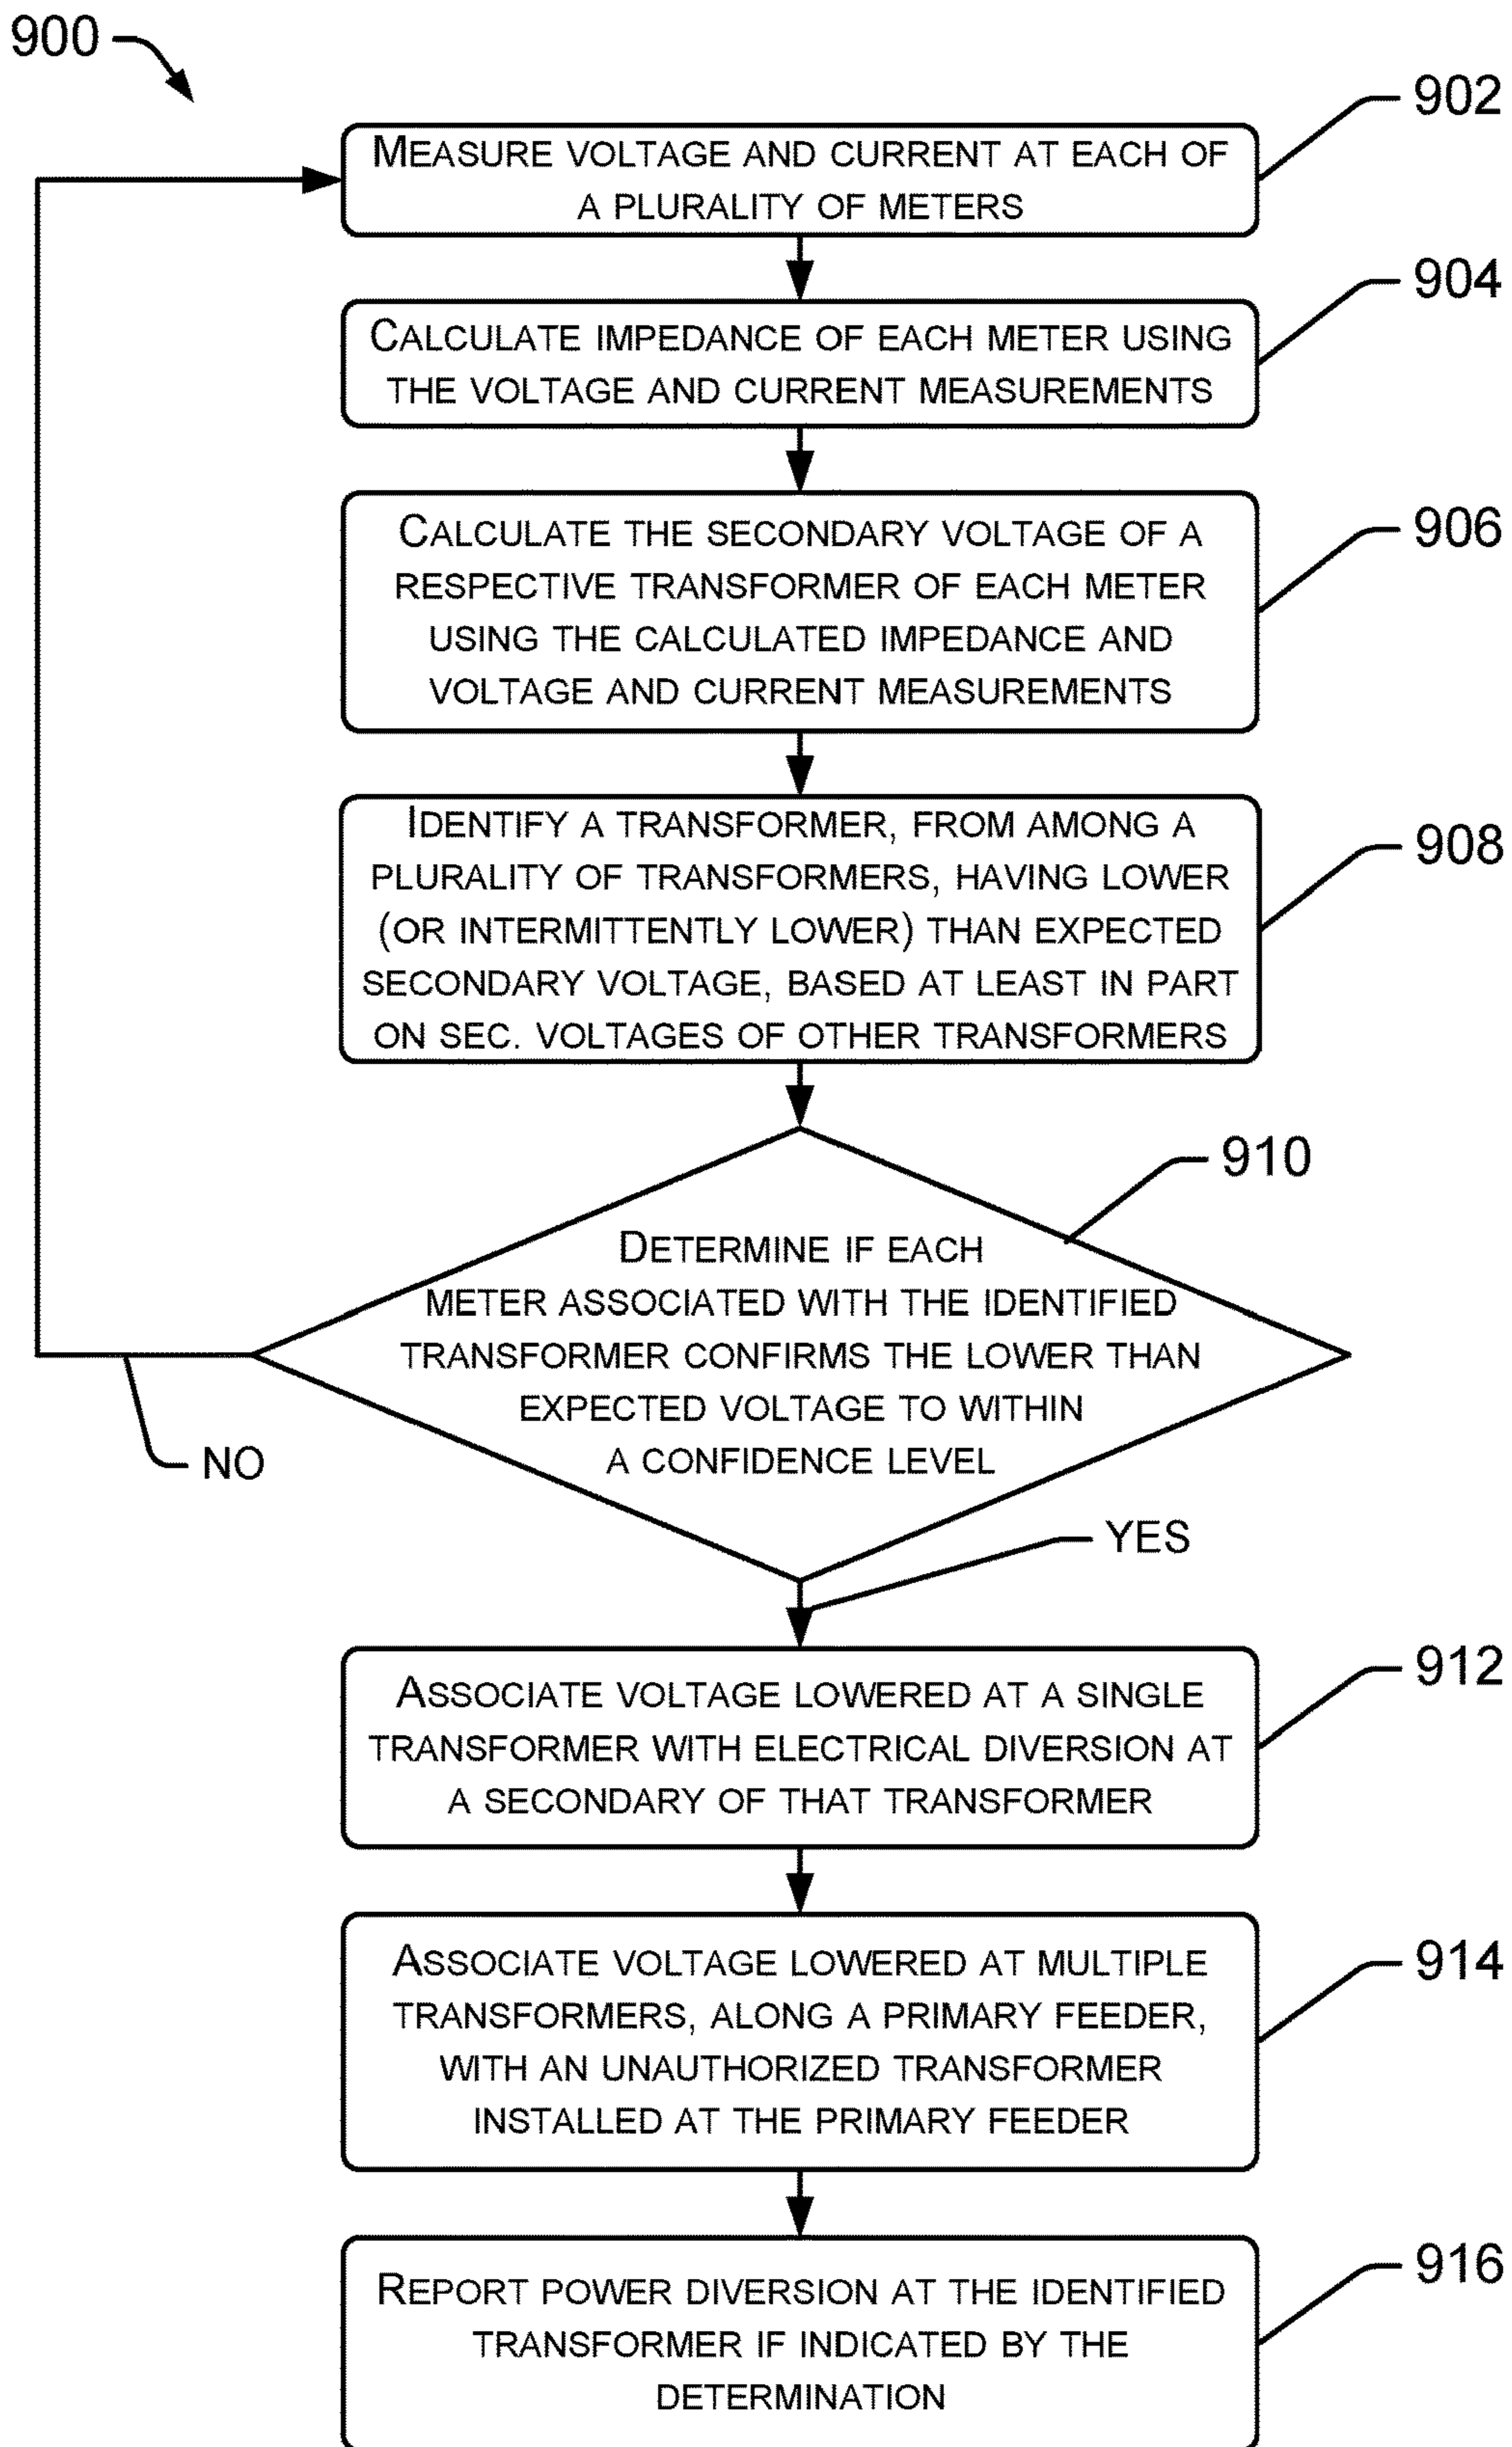 900
902
MEASURE VOLTAGE AND CURRENT AT EACH OF
A PLURALITY OF METERS
904
CALCULATE IMPEDANCE OF EACH METER USING
THE VOLTAGE AND CURRENT MEASUREMENTS
906
CALCULATE THE SECONDARY VOLTAGE OF A
RESPECTIVE TRANSFORMER OF EACH METER
USING THE CALCULATED IMPEDANCE AND
VOLTAGE AND CURRENT MEASUREMENTS
908
IDENTIFY A TRANSFORMER, FROM AMONG A
PLURALITY OF TRANSFORMERS, HAVING LOWER
(OR INTERMITTENTLY LOWER) THAN EXPECTED
SECONDARY VOLTAGE, BASED AT LEAST IN PART
ON SEC. VOLTAGES OF OTHER TRANSFORMERS
910
DETERMINE IF EACH
METER ASSOCIATED WITH THE IDENTIFIED
TRANSFORMER CONFIRMS THE LOWER THAN
EXPECTED VOLTAGE TO WITHIN
A CONFIDENCE LEVEL
NO
YES
912
ASSOCIATE VOLTAGE LOWERED AT A SINGLE
TRANSFORMER WITH ELECTRICAL DIVERSION AT
A SECONDARY OF THAT TRANSFORMER
914
ASSOCIATE VOLTAGE LOWERED AT MULTIPLE
TRANSFORMERS, ALONG A PRIMARY FEEDER,
WITH AN UNAUTHORIZED TRANSFORMER
INSTALLED AT THE PRIMARY FEEDER
916
REPORT POWER DIVERSION AT THE IDENTIFIED
TRANSFORMER IF INDICATED BY THE
DETERMINATION